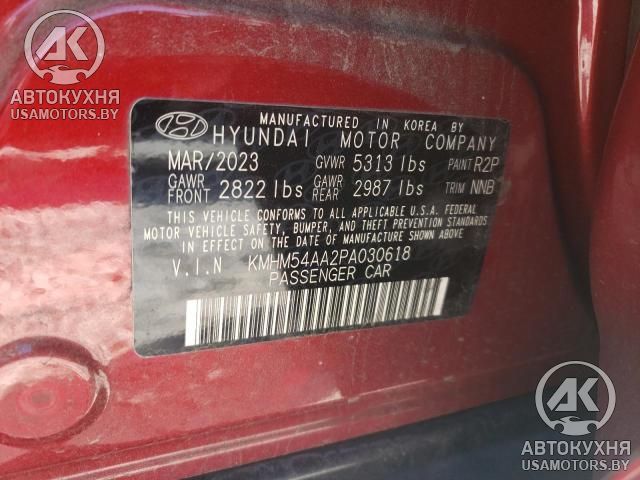 АК
АВТОКУХНЯ
USAMOTORS.BY
MANUFACTURED IN KOREA BY
HYUNDAI MOTOR COMPANY
MAR/2023 GVWR 5313 lbs PAINT R2P
GAWR FRONT 2822 lbs GAWR REAR 2987 lbs TRIM NNB
THIS VEHICLE CONFORMS TO ALL APPLICABLE U.S.A. FEDERAL
MOTOR VEHICLE SAFETY, BUMPER, AND THEFT PREVENTION
STANDARDS IN EFFECT ON THE DATE OF MANUFACTURE SHOWN ABOVE
V.I.N KMHM54AA2PA030618
PASSENGER CAR
АК
АВТОКУХНЯ
USAMOTORS.BY